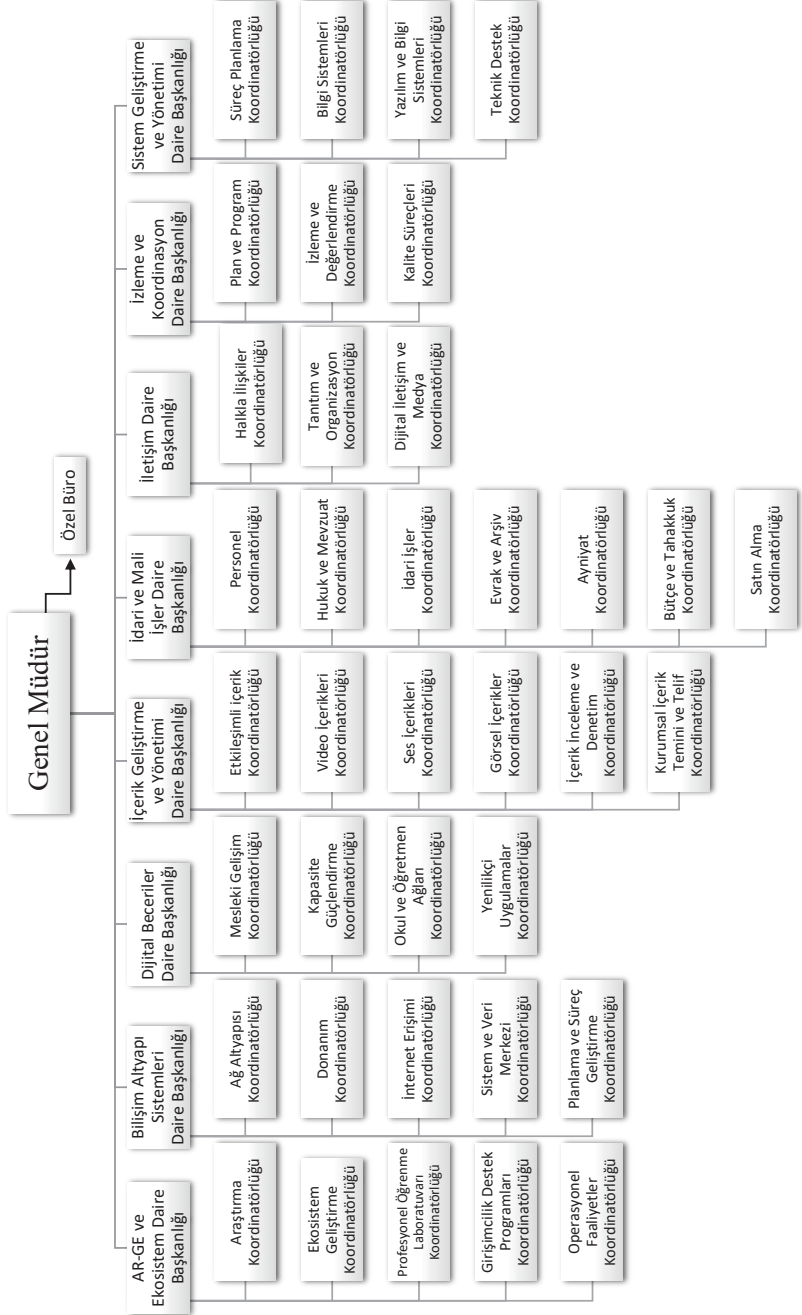 Genel Müdür
Özel Büro
AR-GE ve
Ekosistem Daire
Başkanlığı
Araştırma
Koordinatörlüğü
Ekosistem
Geliştirme
Koordinatörlüğü
Profesyonel Öğrenme
Laboratuvarı
Koordinatörlüğü
Girişimcilik Destek
Programları
Koordinatörlüğü
Operasyonel
Faaliyetler
Koordinatörlüğü
Bilişim Altyapı
Sistemleri
Daire Başkanlığı
Ağ Altyapısı
Koordinatörlüğü
Donanım
Koordinatörlüğü
İnternet Erişimi
Koordinatörlüğü
Sistem ve Veri
Merkezi
Koordinatörlüğü
Planlama ve Süreç
Geliştirme
Koordinatörlüğü
Dijital Beceriler
Daire Başkanlığı
Mesleki Gelişim
Koordinatörlüğü
Kapasite
Güçlendirme
Koordinatörlüğü
Okul ve Öğretmen
Ağları
Koordinatörlüğü
Yenilikçi
Uygulamalar
Koordinatörlüğü
İçerik Geliştirme
ve Yönetimi
Daire Başkanlığı
Etkileşimli içerik
Koordinatörlüğü
Video İçerikleri
Koordinatörlüğü
Ses İçerikleri
Koordinatörlüğü
Görsel İçerikler
Koordinatörlüğü
İçerik İnceleme ve
Denetim
Koordinatörlüğü
Kurumsal İçerik
Temini ve Telif
Koordinatörlüğü
İdari ve Mali
İşler Daire
Başkanlığı
Personel
Koordinatörlüğü
Hukuk ve Mevzuat
Koordinatörlüğü
İdari İşler
Koordinatörlüğü
Evrak ve Arşiv
Koordinatörlüğü
Ayniyat
Koordinatörlüğü
Bütçe ve Tahakkuk
Koordinatörlüğü
Satın Alma
Koordinatörlüğü
İletişim Daire
Başkanlığı
Halkla İlişkiler
Koordinatörlüğü
Tanıtım ve
Organizasyon
Koordinatörlüğü
Dijital İletişim ve
Medya
Koordinatörlüğü
İzleme ve
Koordinasyon
Daire Başkanlığı
Plan ve Program
Koordinatörlüğü
İzleme ve
Değerlendirme
Koordinatörlüğü
Kalite Süreçleri
Koordinatörlüğü
Sistem Geliştirme
ve Yönetimi
Daire Başkanlığı
Süreç Planlama
Koordinatörlüğü
Bilgi Sistemleri
Koordinatörlüğü
Yazılım ve Bilgi
Sistemleri
Koordinatörlüğü
Teknik Destek
Koordinatörlüğü